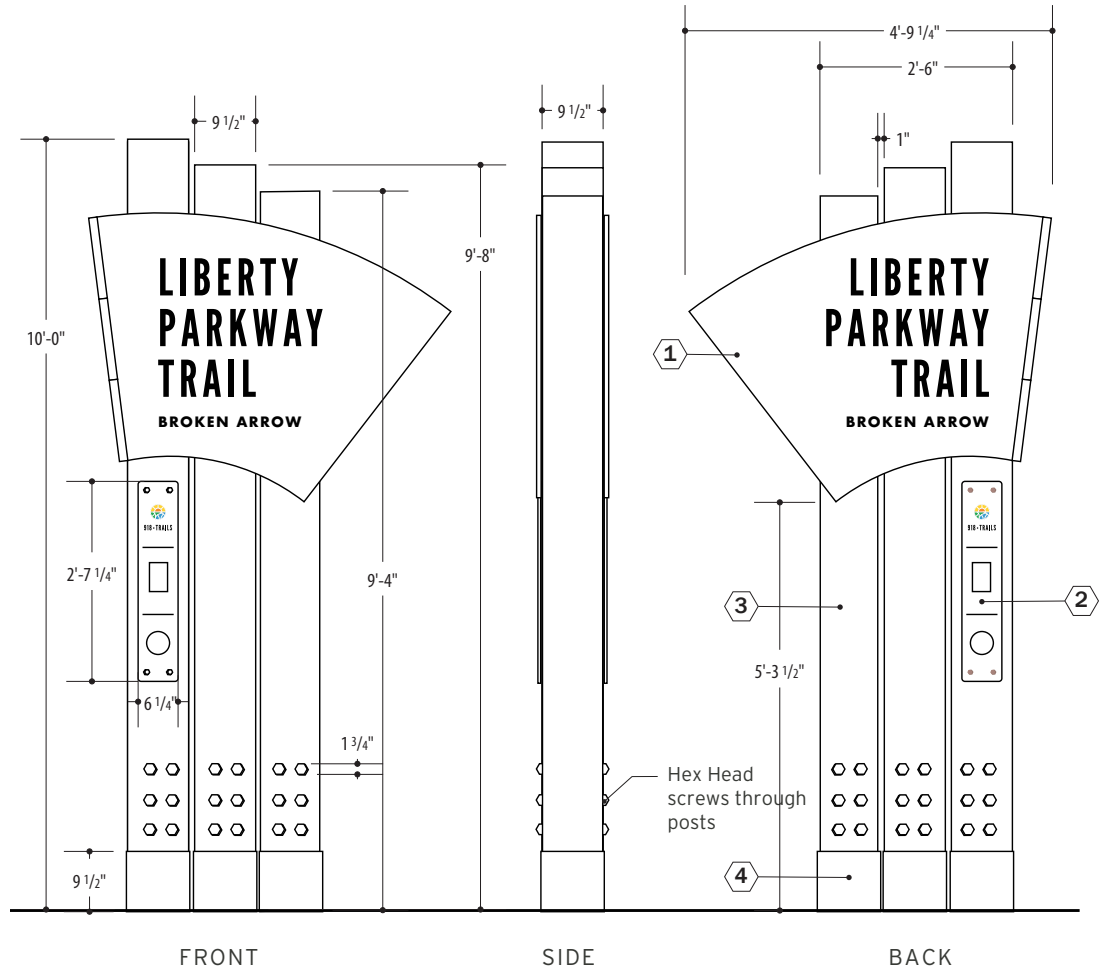 4'-9 1/4"
2'-6"
9 1/2"
9 1/2"
1"
10'-0"
9'-8"
9'-4"
LIBERTY
PARKWAY
TRAIL
BROKEN ARROW
918•TRAILS
2'-7 1/4"
6 1/4"
1 3/4"
9 1/2"
Hex Head
screws through
posts
LIBERTY
PARKWAY
TRAIL
BROKEN ARROW
918•TRAILS
1
2
3
5'-3 1/2"
4
FRONT
SIDE
BACK